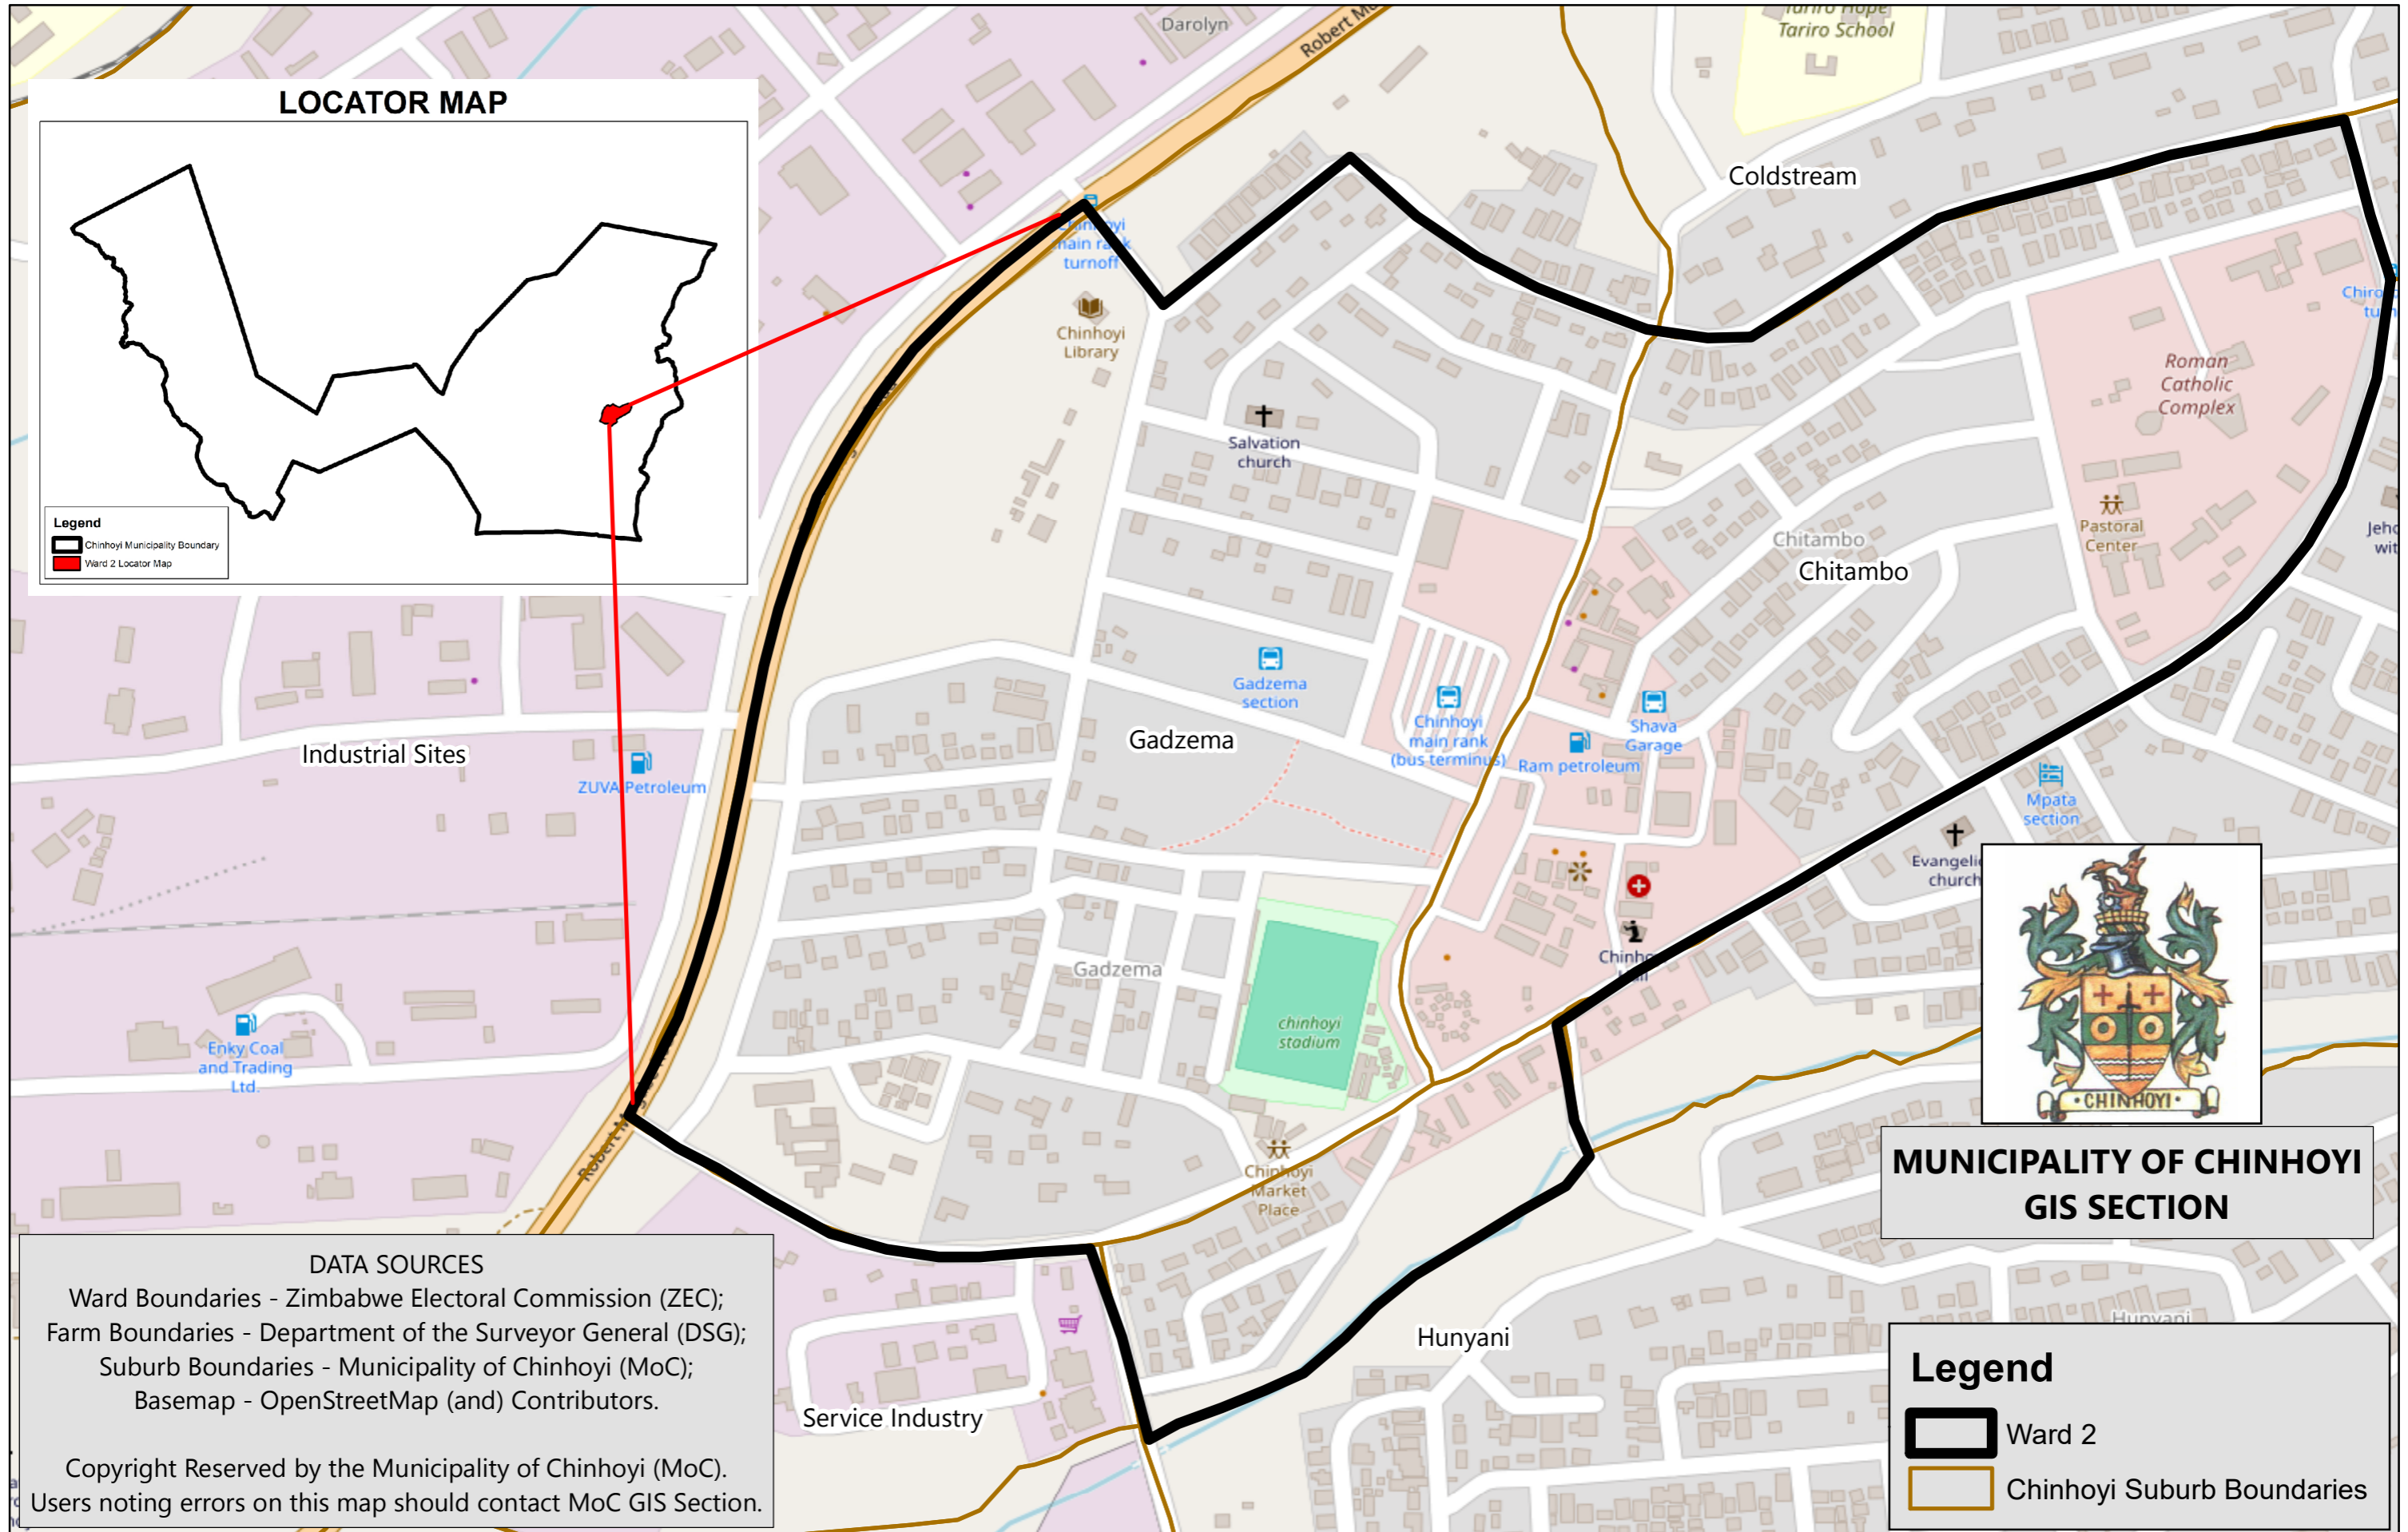 Darolyn
Robert
Tariro Hope
Tariro School
LOCATOR MAP
Legend
Chinhoyi Municipality Boundary
Ward 2 Locator Map
Coldstream
Chinhoyi
main rank
turnoff
Chinhoyi
Library
Roman
Catholic
Complex
Salvation
church
Pastoral
Center
Chitambo
Chitambo
Gadzema
section
Chinhoyi
main rank
(bus terminus)
Shava
Garage
Ram petroleum
Gadzema
Industrial Sites
ZUVA Petroleum
Mpata
section
church
Gadzema
chinhoyi
stadium
Enky Coal
and Trading
Ltd.
Robert
Chinhoyi
Market
Place
CHINHOYI
MUNICIPALITY OF CHINHOYI
GIS SECTION
DATA SOURCES
Ward Boundaries - Zimbabwe Electoral Commission (ZEC);
Farm Boundaries - Department of the Surveyor General (DSG);
Suburb Boundaries - Municipality of Chinhoyi (MoC);
Basemap - OpenStreetMap (and) Contributors.
Copyright Reserved by the Municipality of Chinhoyi (MoC).
Users noting errors on this map should contact MoC GIS Section.
Service Industry
Hunyani
Hunyani
Legend
Ward 2
Chinhoyi Suburb Boundaries